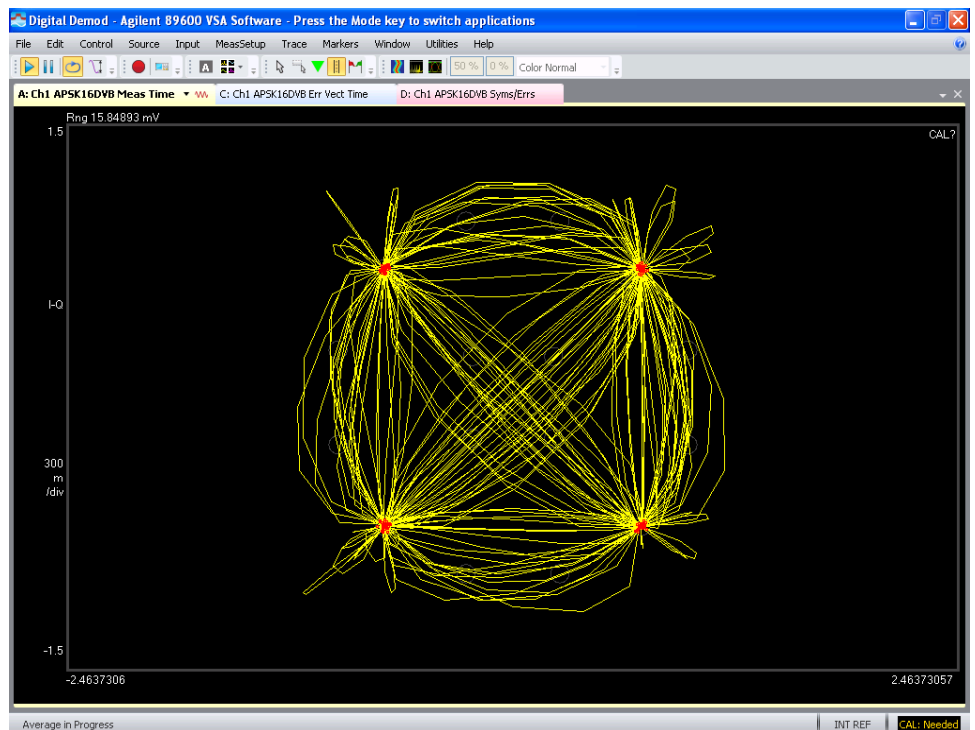 Digital Demod - Agilent 89600 VSA Software - Press the Mode key to switch applications
File Edit Control Source Input MeasSetup Trace Markers Window Utilities Help
A 50 % 0 % Color Normal
A: Ch1 APSK16DVB Meas Time C: Ch1 APSK16DVB Err Vect Time D: Ch1 APSK16DVB Syms/Errs
Rng 15.84893 mV
1.5
CAL?
I-Q
300
m
/div
-1.5
-2.4637306 2.46373057
Average in Progress INT REF CAL: Needed